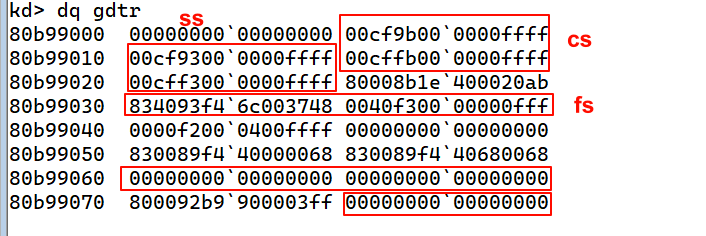 kd> dq gdtr
ss
80b99000 00000000`00000000 00cf9b00`0000ffff
cs
80b99010 00cf9300`0000ffff 00cffb00`0000ffff
80b99020 00cff300`0000ffff 80008b1e`400020ab
80b99030 834093f4`6c003748 0040f300`00000fff
fs
80b99040 0000f200`0400ffff 00000000`00000000
80b99050 830089f4`40000068 830089f4`40680068
80b99060 00000000`00000000 00000000`00000000
80b99070 800092b9`900003ff 00000000`00000000